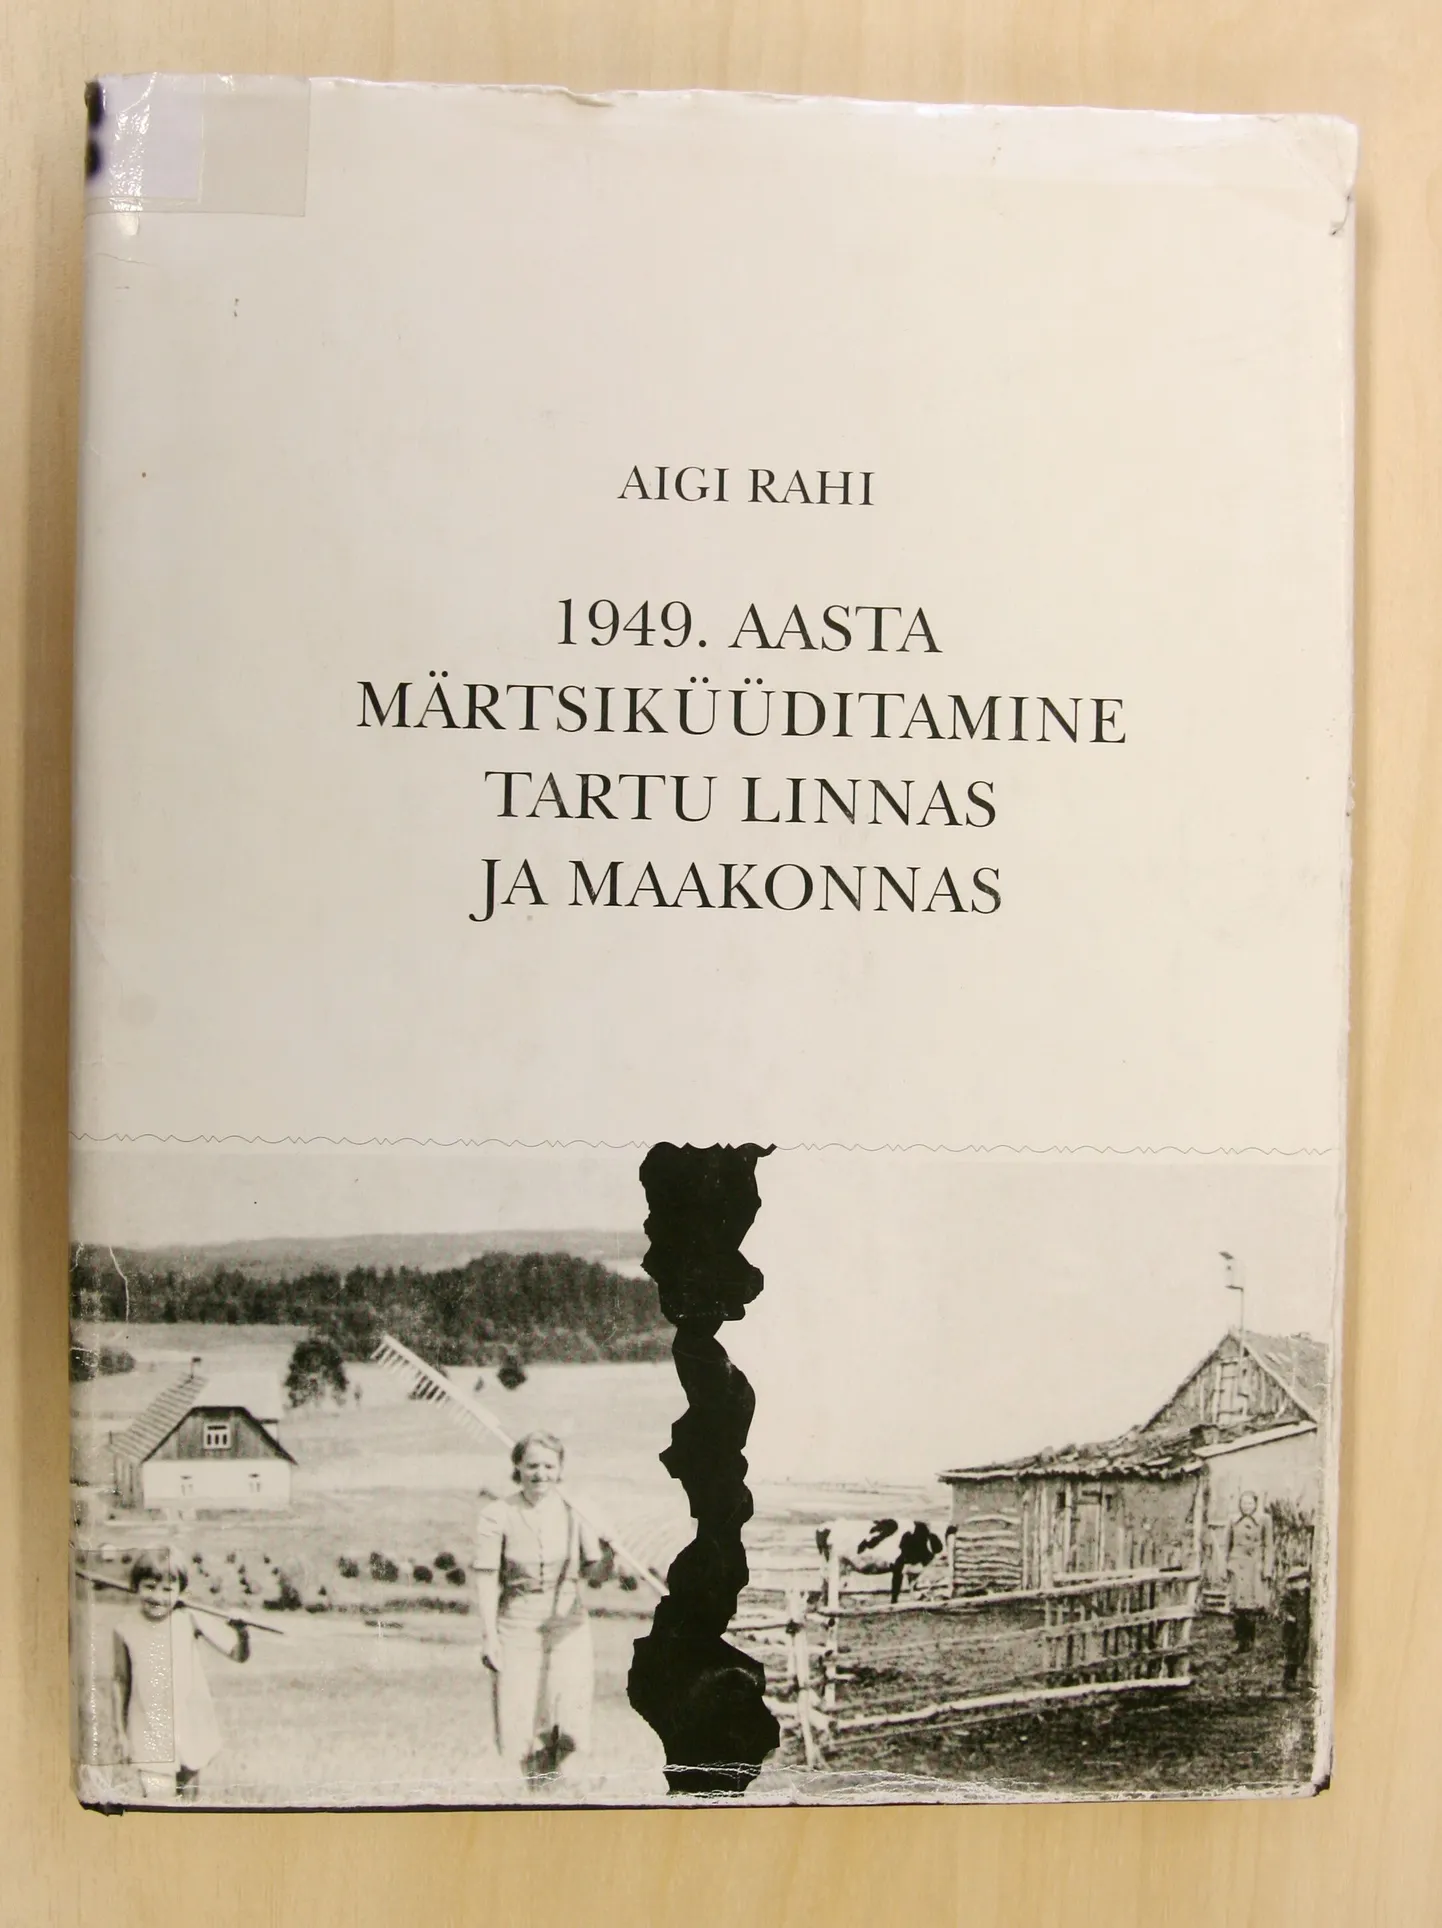 AIGI RAHI
1949. AASTA
MÄRTSIKÜÜDITAMINE
TARTU LINNAS
JA MAAKONNAS